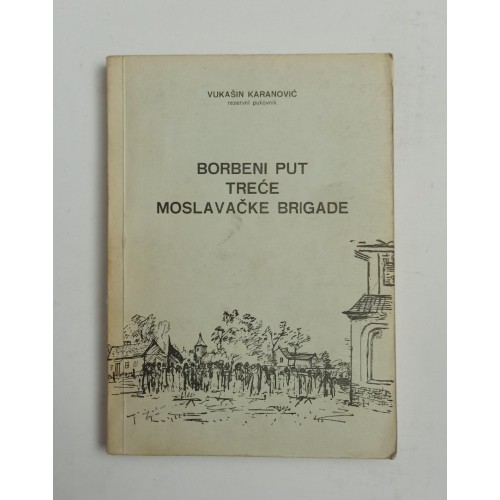 VUKAŠIN KARANOVIĆ
rezervni pukovnik
BORBENI PUT
TREĆE
MOSLAVAČKE BRIGADE